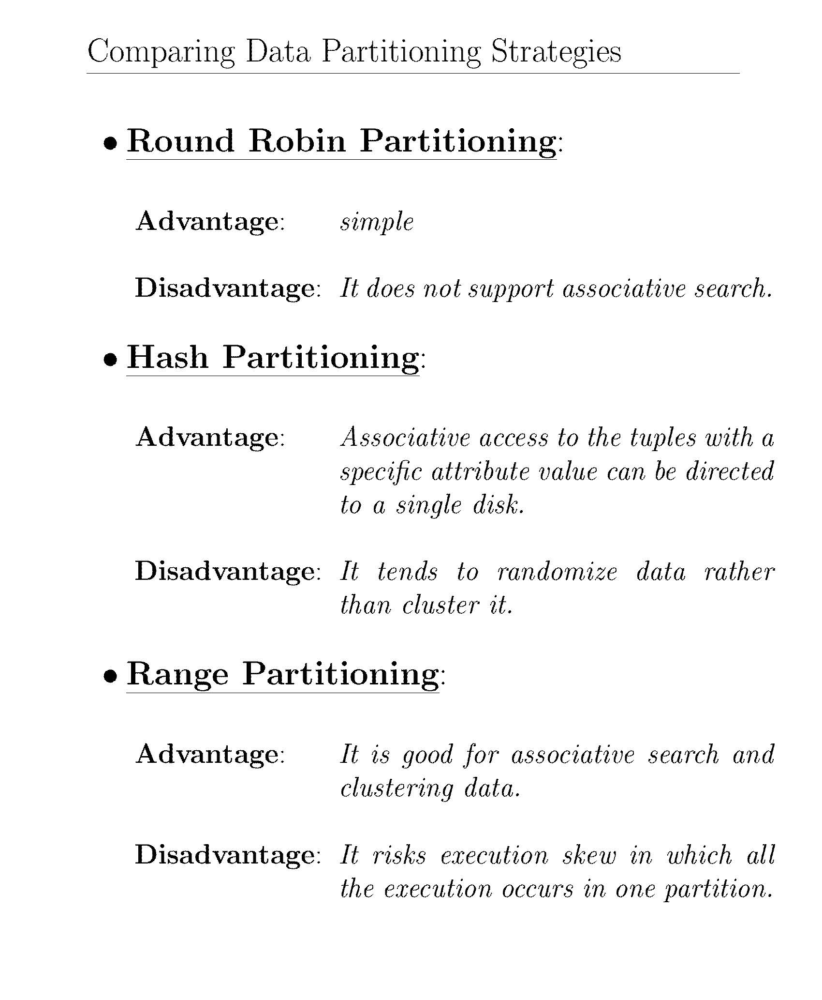 Comparing Data Partitioning Strategies
• Round Robin Partitioning:
Advantage: simple
Disadvantage: It does not support associative search.
• Hash Partitioning:
Advantage: Associative access to the tuples with a
specific attribute value can be directed
to a single disk.
Disadvantage: It tends to randomize data rather
than cluster it.
• Range Partitioning:
Advantage: It is good for associative search and
clustering data.
Disadvantage: It risks execution skew in which all
the execution occurs in one partition.